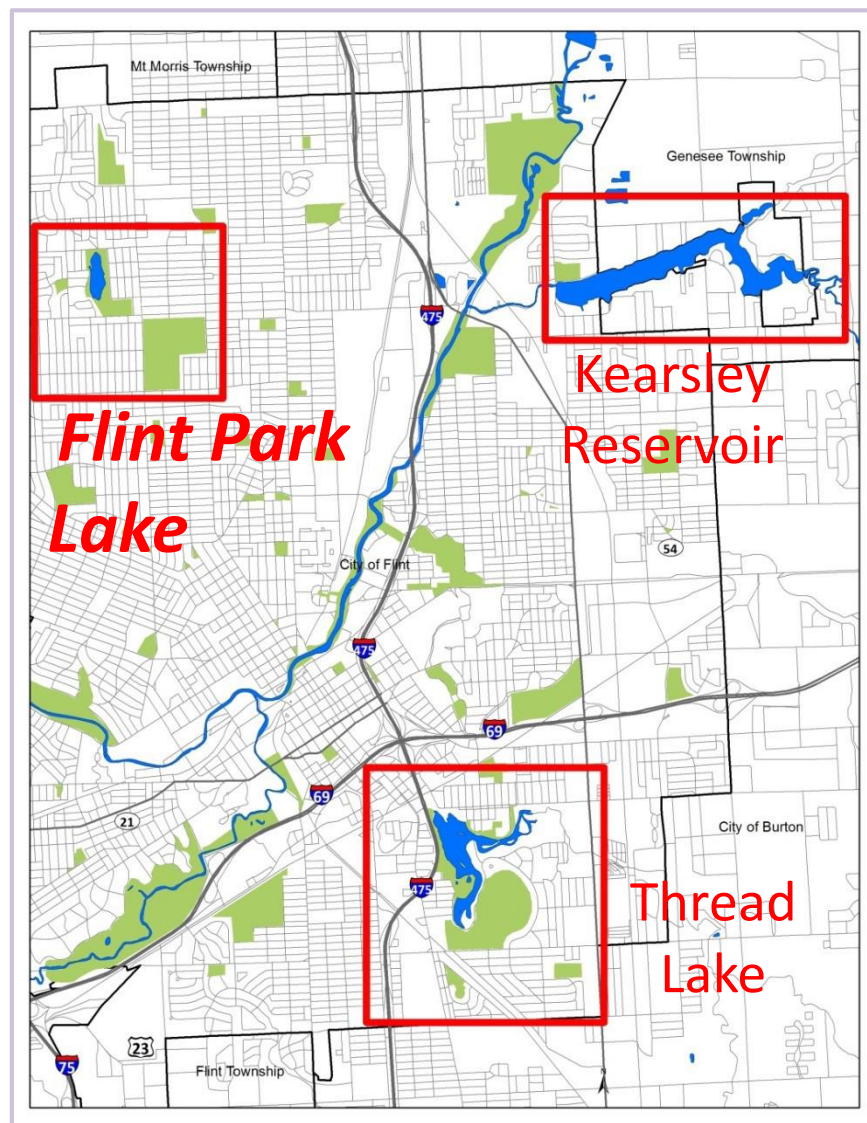 Mt Morris Township
Genesee Township
475
Kearsley
Reservoir
Flint Park
Lake
54
City of Flint
475
69
69
21
City of Burton
475
Thread
Lake
23
75
Flint Township
N